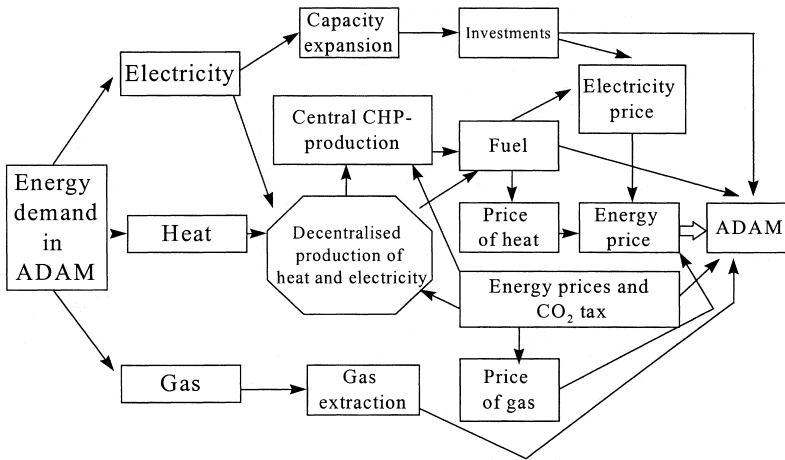 Capacity
expansion
Investments
Electricity
Electricity
price
Central CHP-
production
Fuel
Energy
demand
in
ADAM
Heat
Decentralised
production of
heat and electricity
Price
of heat
Energy
price
ADAM
Energy prices and
CO₂ tax
Gas
Gas
extraction
Price
of gas